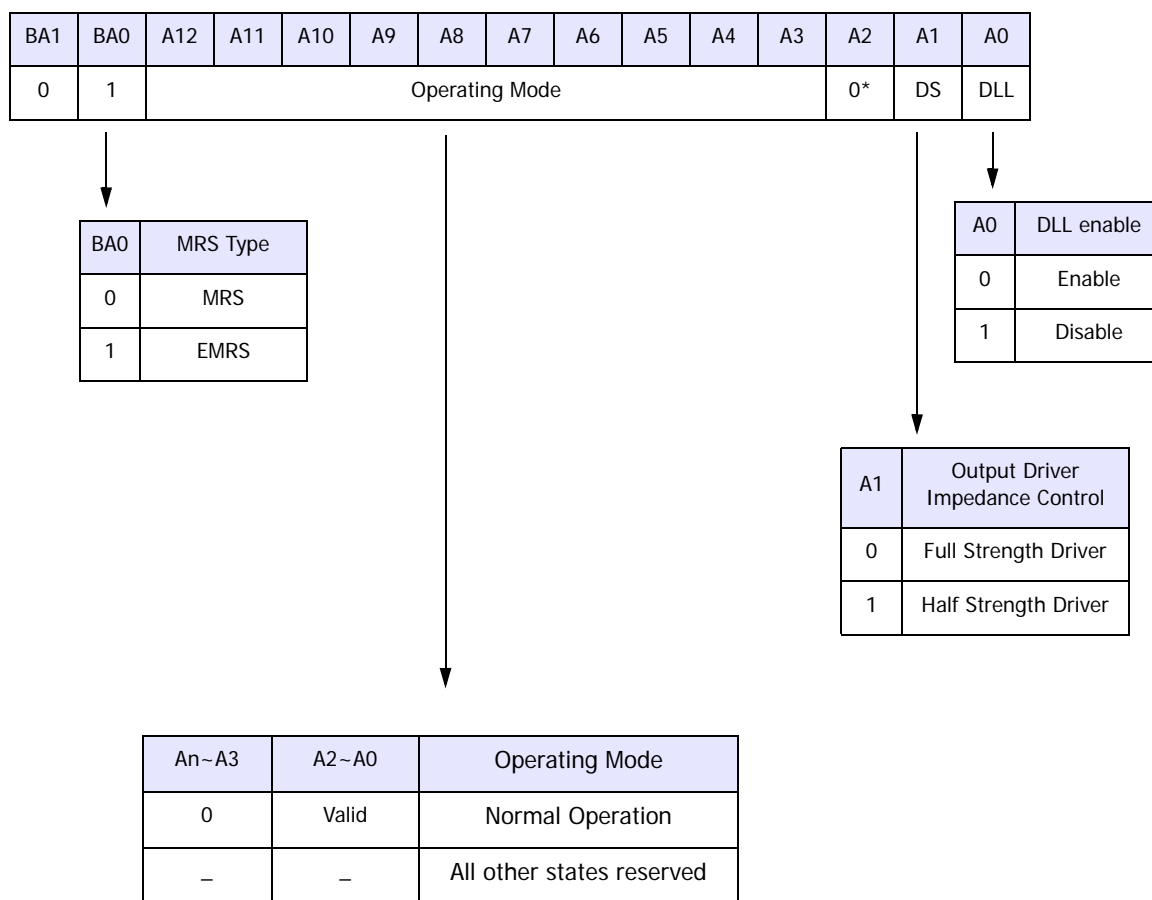 BA1 BA0 A12 A11 A10 A9 A8 A7 A6 A5 A4 A3 A2 A1 A0
0 1 Operating Mode 0* DS DLL
BA0 MRS Type
0 MRS
1 EMRS
A0 DLL enable
0 Enable
1 Disable
A1 Output Driver
Impedance Control
0 Full Strength Driver
1 Half Strength Driver
An~A3 A2~A0 Operating Mode
0 Valid Normal Operation
_ _ All other states reserved